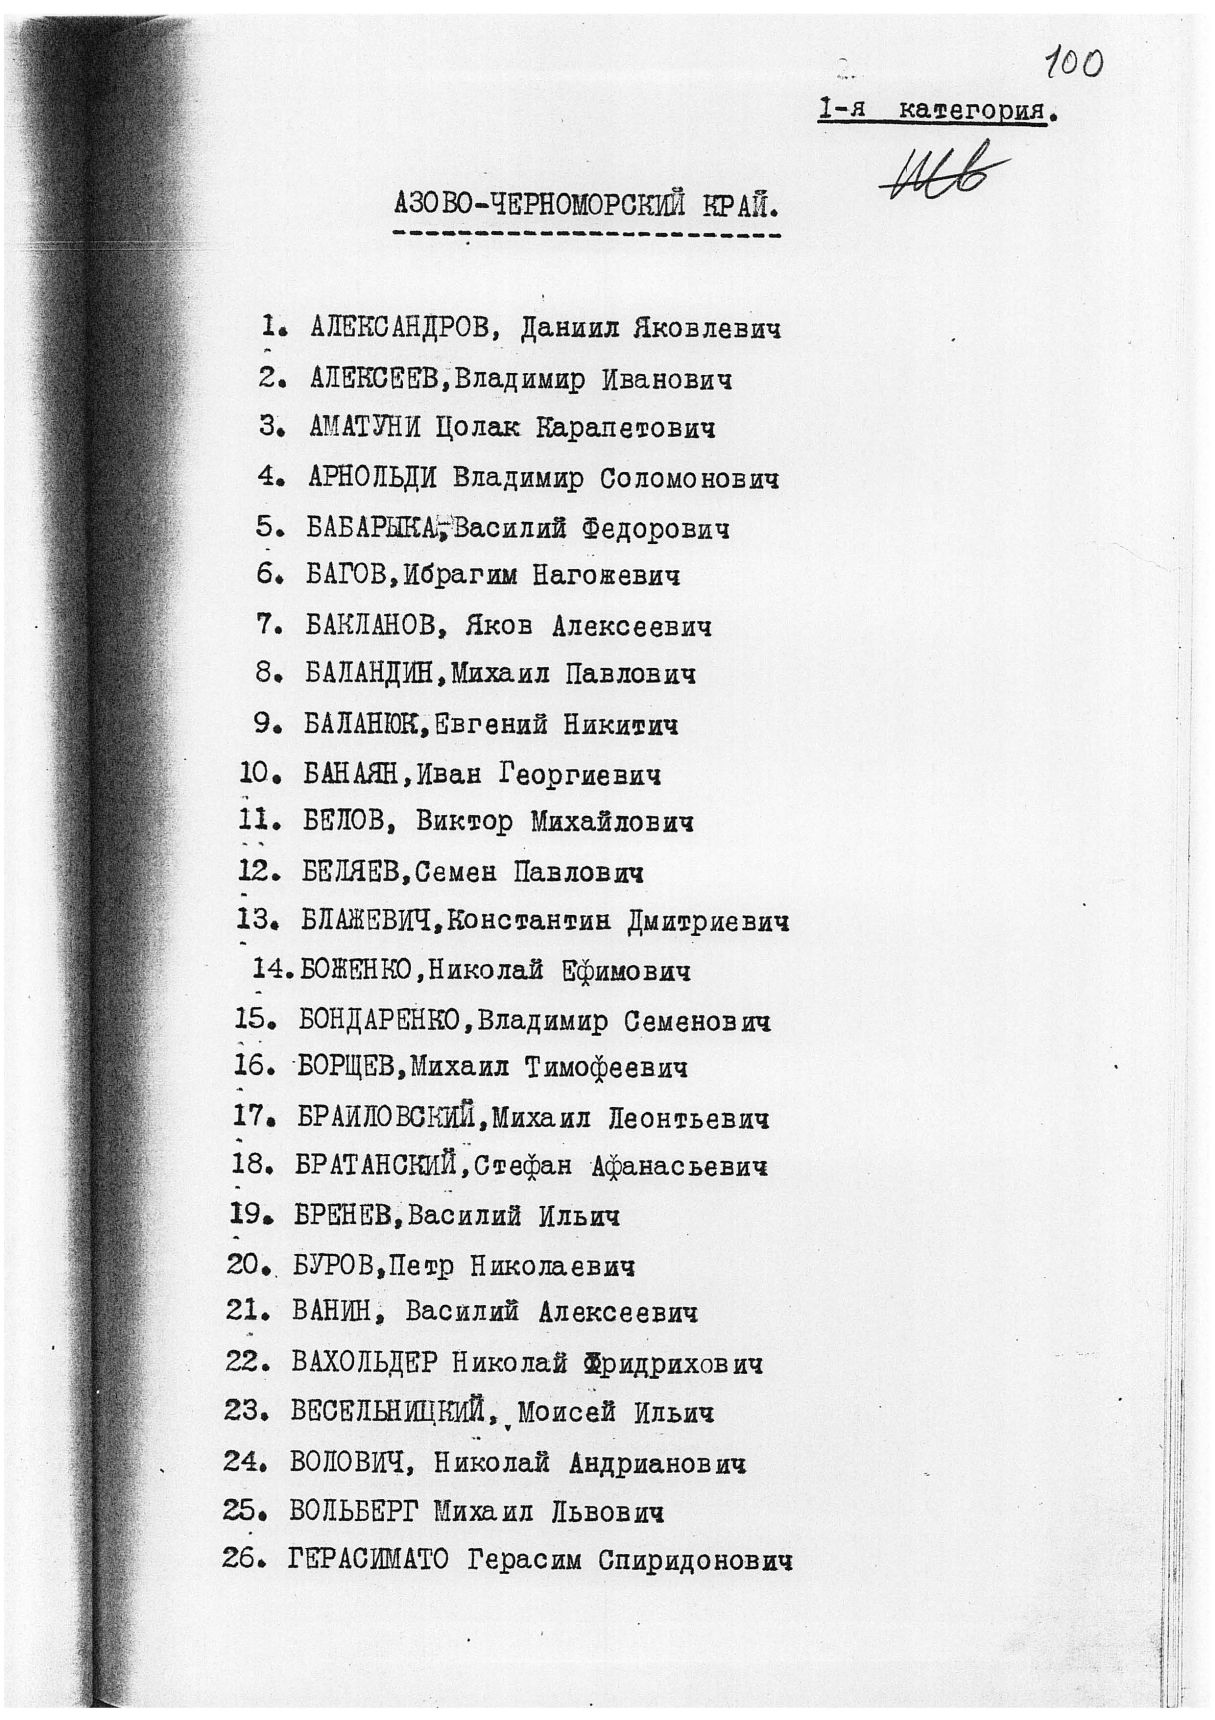 100
1-я категория.
АЗОВО-ЧЕРНОМОРСКИЙ КРАЙ.
1. АЛЕКСАНДРОВ, Даниил Яковлевич
2. АЛЕКСЕЕВ,Владимир Иванович
3. АМАТУНИ Цолак Карапетович
4. АРНОЛЬДИ Владимир Соломонович
5. БАБАРЫКА,Василий Федорович
6. БАГОВ,Ибрагим Нагожевич
7. БАКЛАНОВ, Яков Алексеевич
8. БАЛАНДИН,Михаил Павлович
9. БАЛАНЮК,Евгений Никитич
10. БАНАЯН,Иван Георгиевич
11. БЕЛОВ, Виктор Михайлович
12. БЕЛЯЕВ,Семен Павлович
13. БЛАЖЕВИЧ,Константин Дмитриевич
14. БОЖЕНКО,Николай Ефимович
15. БОНДАРЕНКО,Владимир Семенович
16. БОРЩЕВ,Михаил Тимофеевич
17. БРАИЛОВСКИЙ,Михаил Леонтьевич
18. БРАТАНСКИЙ,Стефан Афанасьевич
19. БРЕНЕВ,Василий Ильич
20. БУРОВ,Петр Николаевич
21. ВАНИН, Василий Алексеевич
22. ВАХОЛЬДЕР Николай Фридрихович
23. ВЕСЕЛЬНИЦКИЙ, Моисей Ильич
24. ВОЛОВИЧ, Николай Андрианович
25. ВОЛЬБЕРГ Михаил Львович
26. ГЕРАСИМАТО Герасим Спиридонович